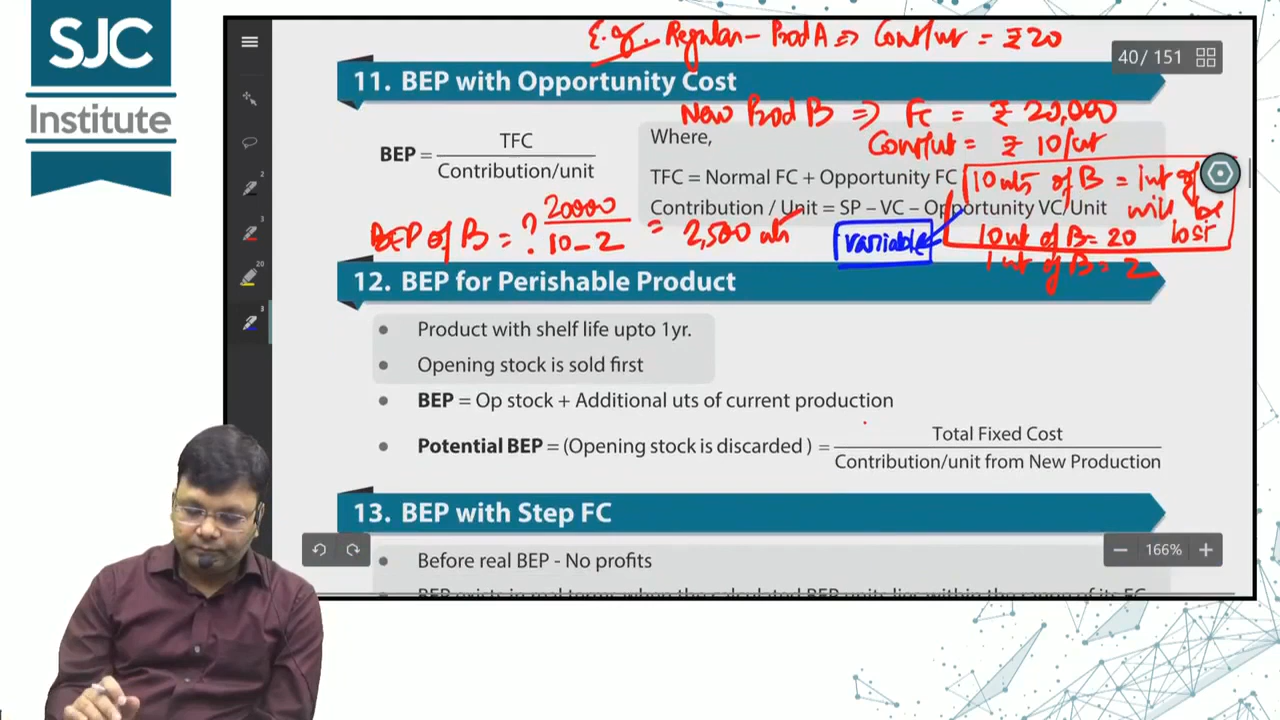 SJC
Institute
40/ 151
E.g. Regular - Prod A ⇒ Cont/ut = ₹20
11. BEP with Opportunity Cost
New Prod B ⇒ FC = ₹ 20,000
Cont/ut = ₹ 10/ut
BEP = TFC / Contribution/unit
Where,
TFC = Normal FC + Opportunity FC
Contribution / Unit = SP – VC – Opportunity VC/Unit
10 uts of B = 1 ut of
will be
lost
10 ut of B = 20
1 ut of B = 2
BEP of B = ? 20000 / 10 - 2 = 2,500 uts
variable
12. BEP for Perishable Product
Product with shelf life upto 1yr.
Opening stock is sold first
BEP = Op stock + Additional uts of current production
Potential BEP = (Opening stock is discarded ) = Total Fixed Cost / Contribution/unit from New Production
13. BEP with Step FC
166%
Before real BEP - No profits